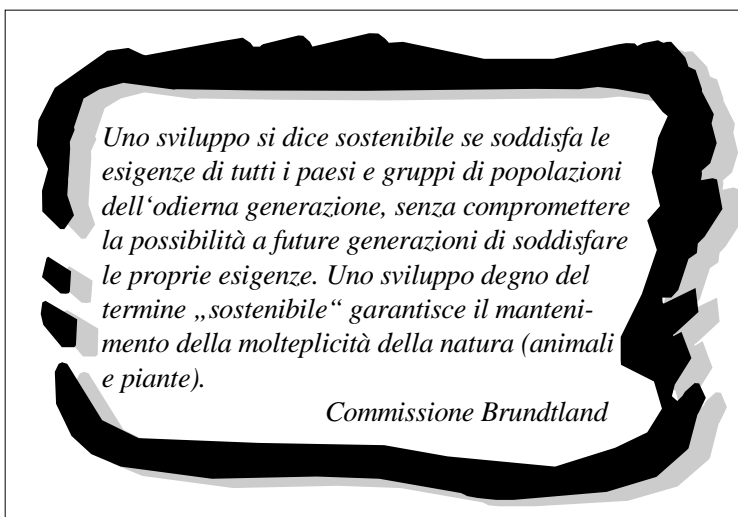 Uno sviluppo si dice sostenibile se soddisfa le
esigenze di tutti i paesi e gruppi di popolazioni
dell‘odierna generazione, senza compromettere
la possibilità a future generazioni di soddisfare
le proprie esigenze. Uno sviluppo degno del
termine „sostenibile“ garantisce il manteni-
mento della molteplicità della natura (animali
e piante).
Commissione Brundtland